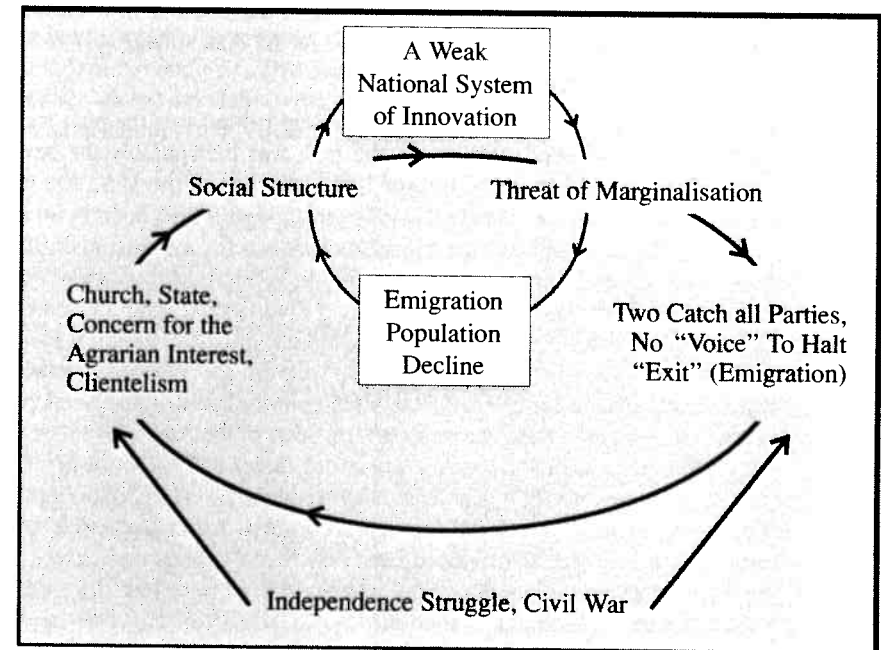 A Weak
National System
of Innovation
Social Structure
Threat of Marginalisation
Church, State,
Concern for the
Agrarian Interest,
Clientelism
Emigration
Population
Decline
Two Catch all Parties,
No “Voice” To Halt
“Exit” (Emigration)
Independence Struggle, Civil War